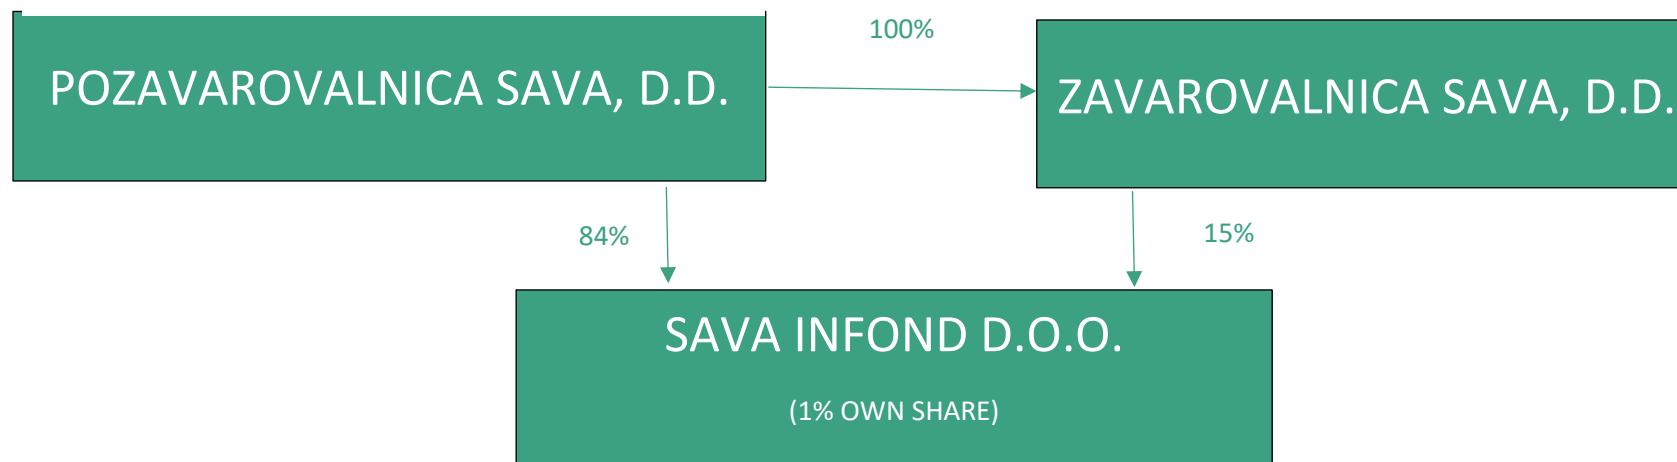 100%
POZAVAROVALNICA SAVA, D.D.
ZAVAROVALNICA SAVA, D.D.
84%
15%
SAVA INFOND D.O.O.
(1% OWN SHARE)